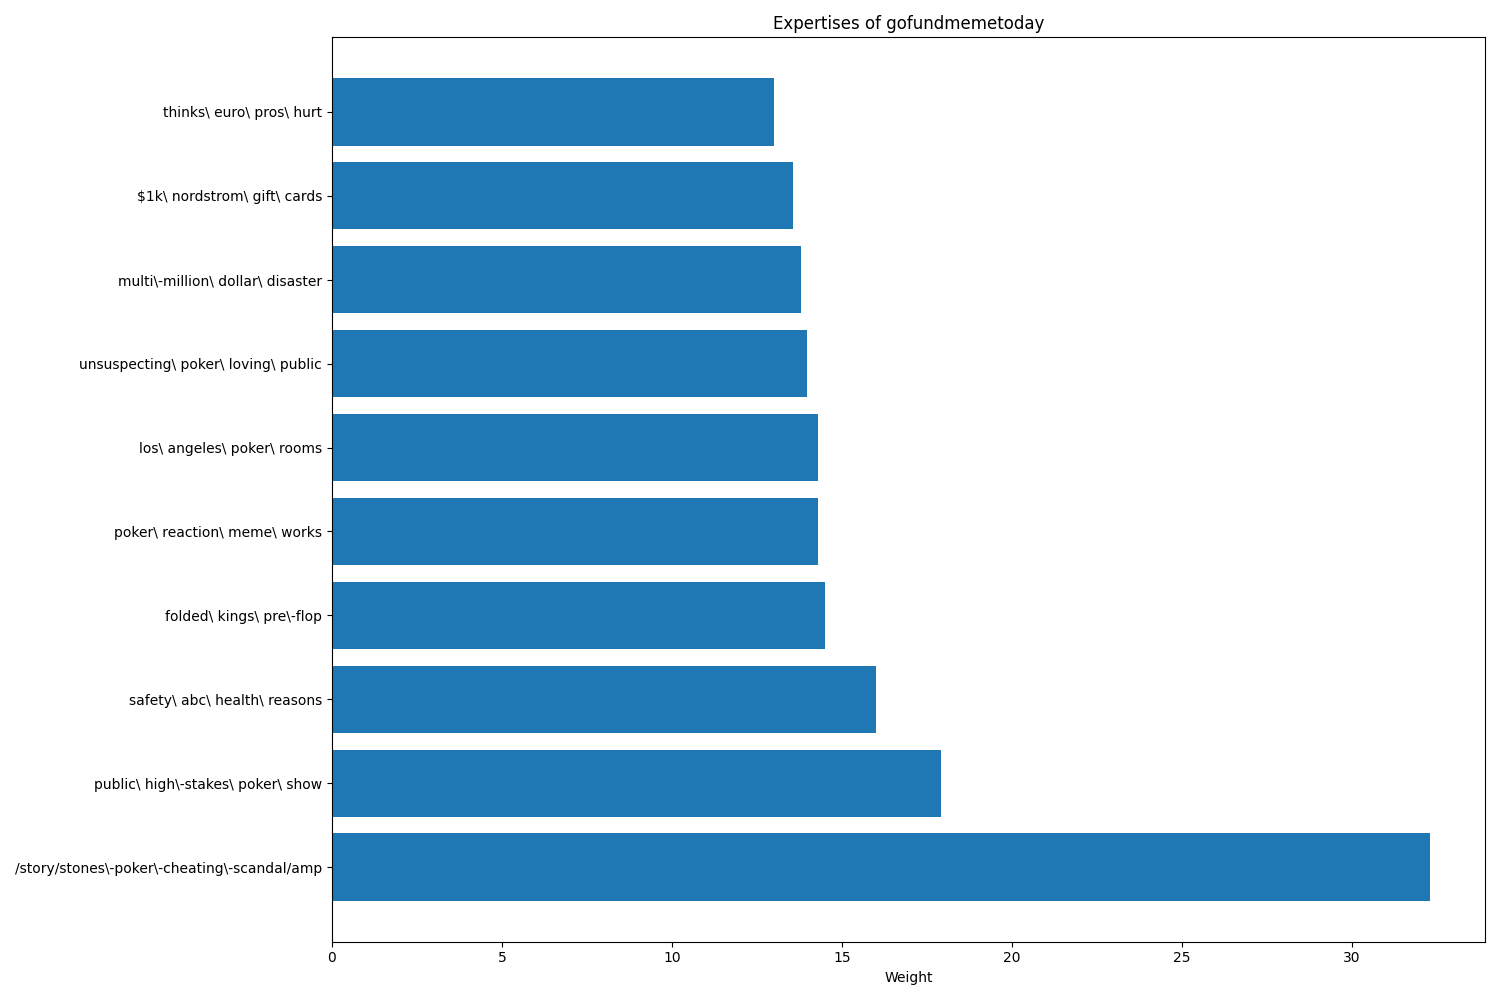 Expertises of gofundmemetoday
thinks\ euro\ pros\ hurt
$1k\ nordstrom\ gift\ cards
multi\-million\ dollar\ disaster
unsuspecting\ poker\ loving\ public
los\ angeles\ poker\ rooms
poker\ reaction\ meme\ works
folded\ kings\ pre\-flop
safety\ abc\ health\ reasons
public\ high\-stakes\ poker\ show
/story/stones\-poker\-cheating\-scandal/amp
0 5 10 15 20 25 30
Weight